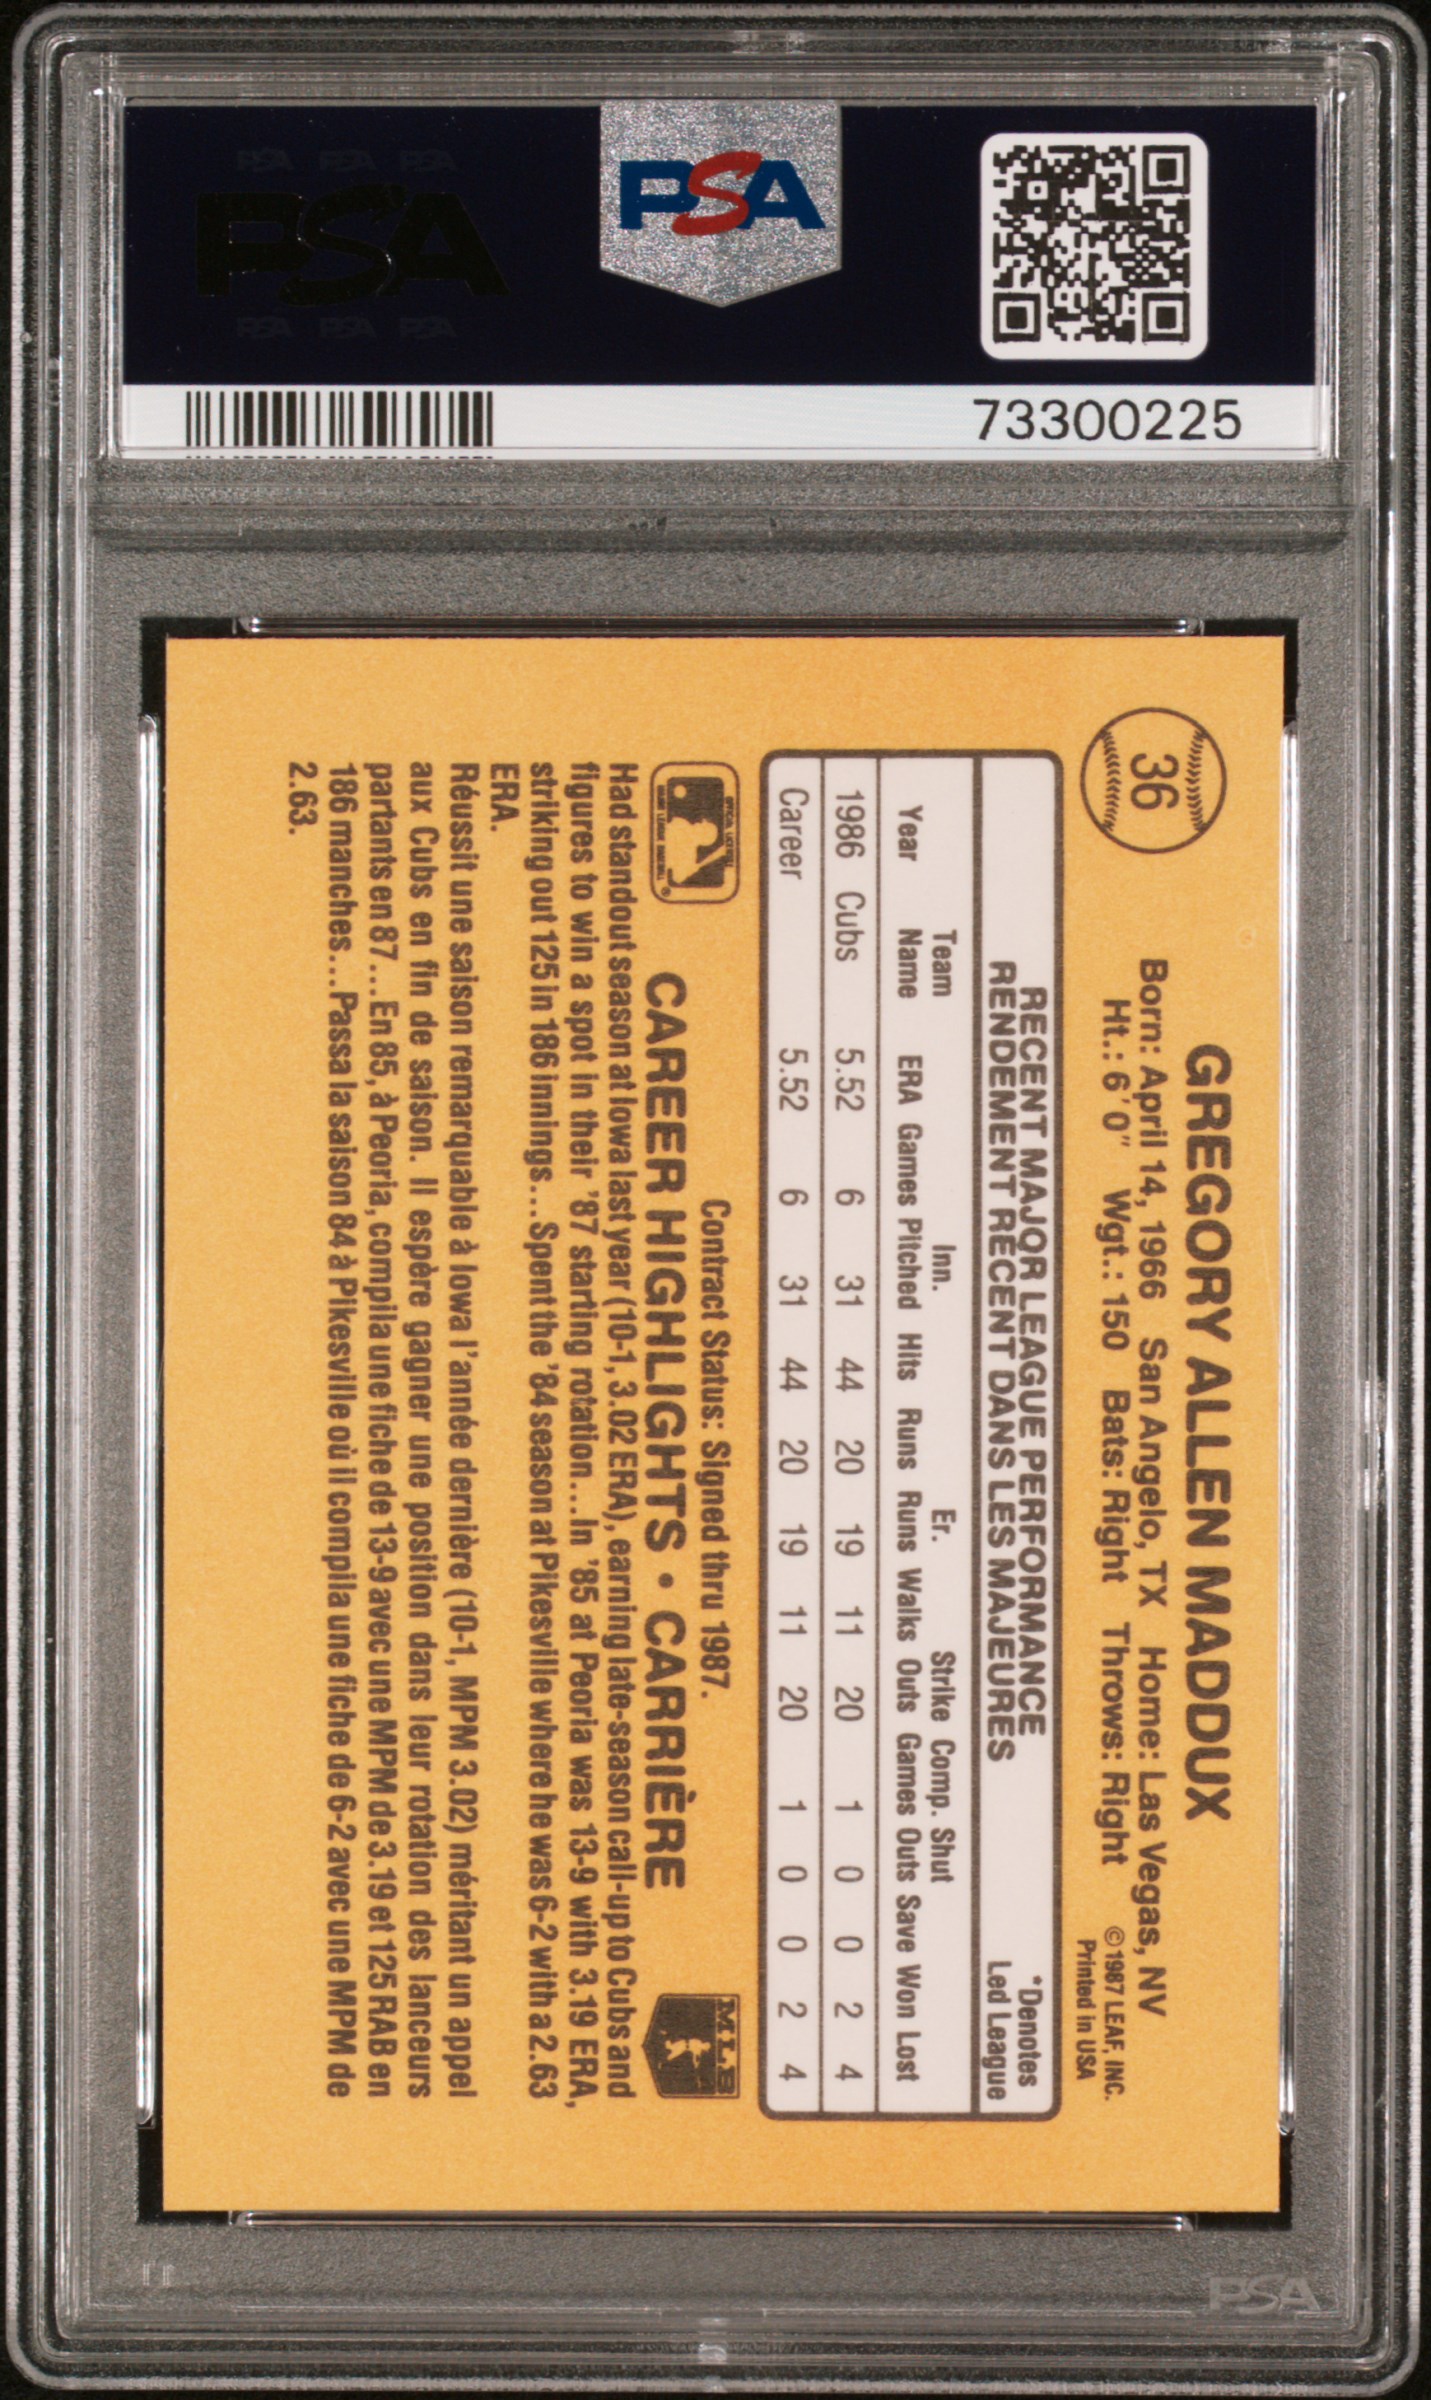 PSA PSA PSA
PSA
PSA PSA PSA
PSA
73300225
36
GREGORY ALLEN MADDUX
Born: April 14, 1966 San Angelo, TX Home: Las Vegas, NV
Ht.: 6'0" Wgt.: 150 Bats: Right Throws: Right
©1987 LEAF, INC.
Printed in USA
RECENT MAJOR LEAGUE PERFORMANCE
RENDEMENT RÉCENT DANS LES MAJEURES
*Denotes
Led League
Team Inn. Er. Strike Comp. Shut
Year Name ERA Games Pitched Hits Runs Runs Walks Outs Games Outs Save Won Lost
1986 Cubs 5.52 6 31 44 20 19 11 20 1 0 0 2 4
Career 5.52 6 31 44 20 19 11 20 1 0 0 2 4
Contract Status: Signed thru 1987.
CAREER HIGHLIGHTS • CARRIÈRE
MLB
Had standout season at Iowa last year (10-1, 3.02 ERA), earning late-season call-up to Cubs and
figures to win a spot in their '87 starting rotation...In '85 at Peoria was 13-9 with 3.19 ERA,
striking out 125 in 186 innings...Spent the '84 season at Pikesville where he was 6-2 with a 2.63
ERA.
Réussit une saison remarquable à Iowa l'année dernière (10-1, MPM 3.02) méritant un appel
aux Cubs en fin de saison. Il espère gagner une position dans leur rotation des lanceurs
partants en 87...En 85, à Peoria, compila une fiche de 13-9 avec une MPM de 3.19 et 125 RAB en
186 manches...Passa la saison 84 à Pikesville où il compila une fiche de 6-2 avec une MPM de
2.63.
PSA